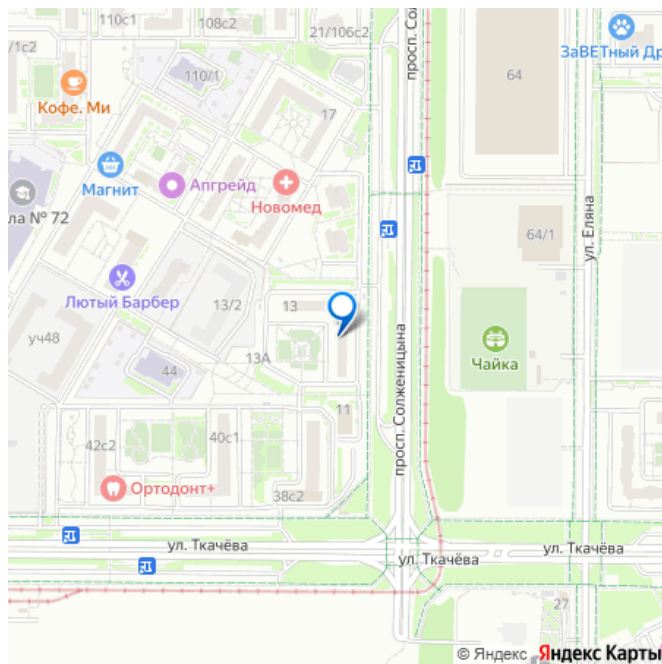 110с1
108с2
21/106с2
просп. Солженицына
ЗаВЕТный Др
/1с2
110/1
64
Кофе. Ми
17
Магнит
Апгрейд
Новомед
ла № 72
64/1
ул. Еляна
Лютый Барбер
13/2
13
уч48
13А
44
Чайка
просп. Солженицына
11
42с2
40с1
Ортодонт+
38с2
ул. Ткачёва
ул. Ткачёва
ул. Ткачёва
27
© Яндекс Яндекс Карты